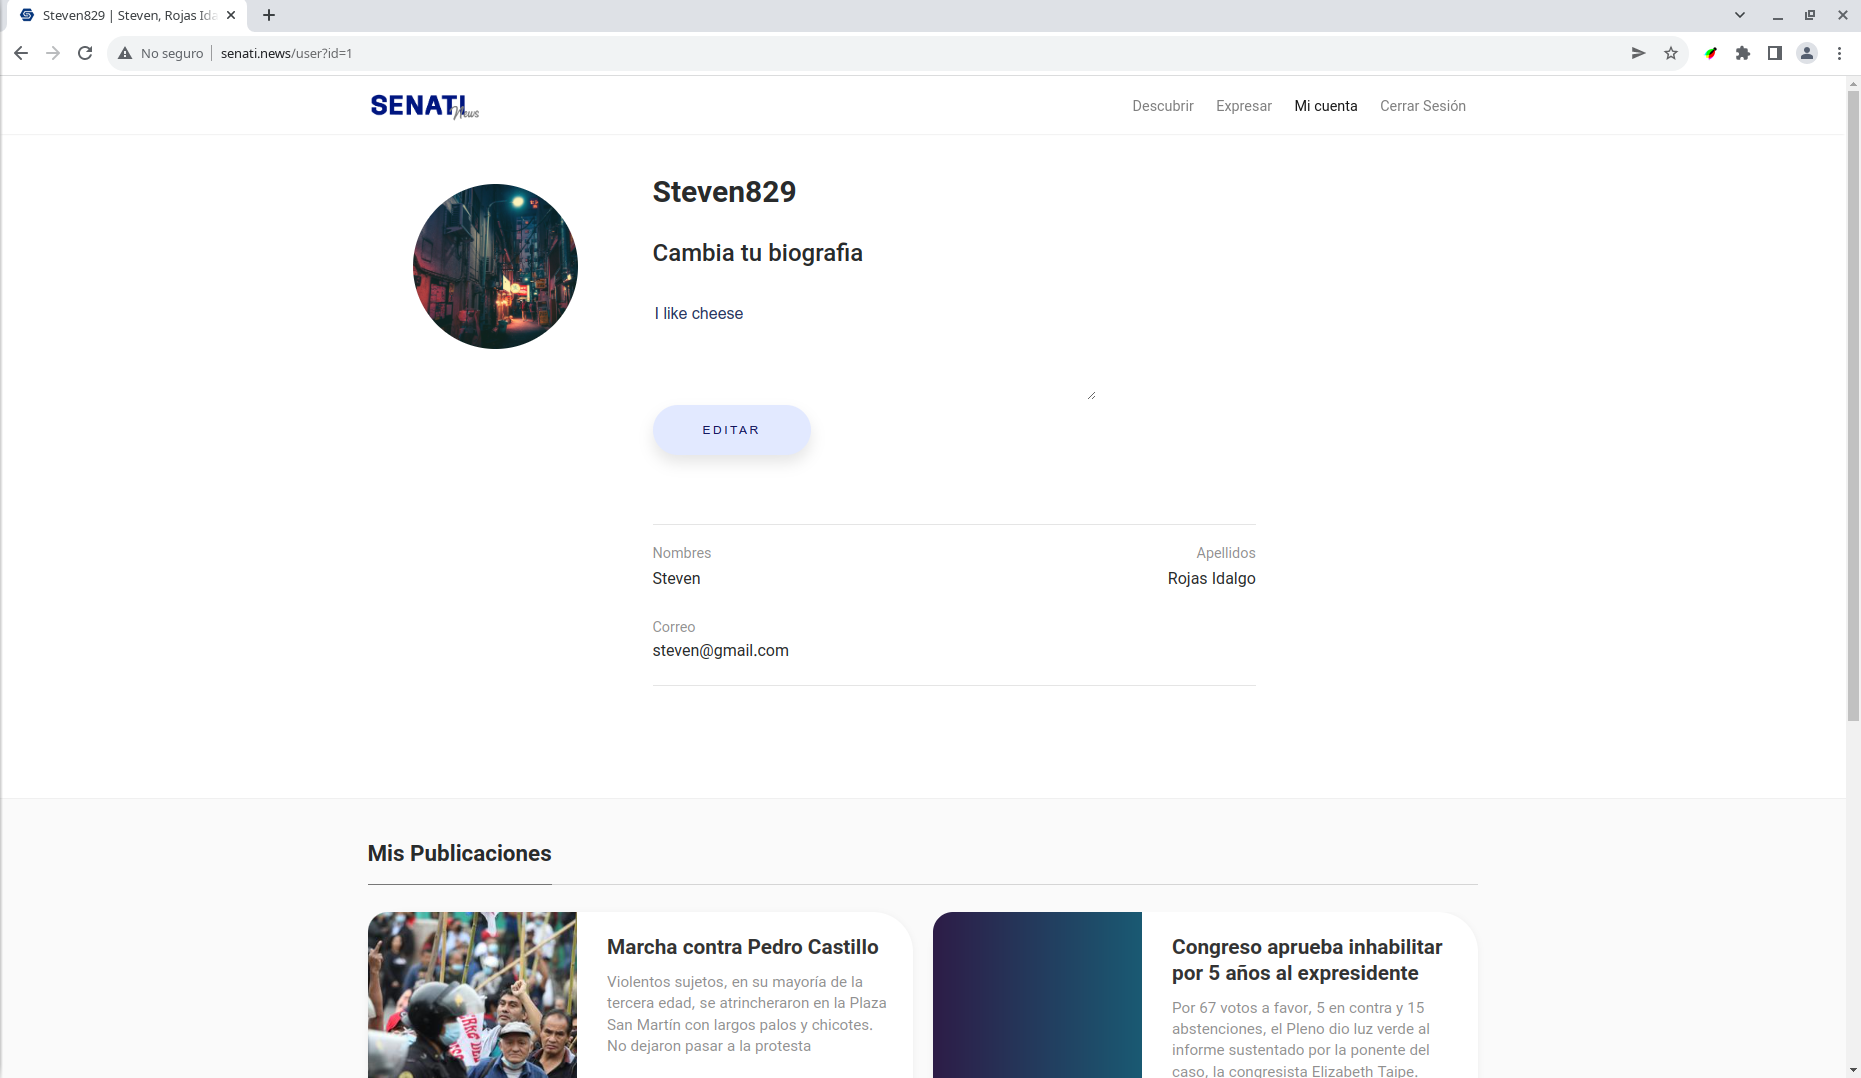 Steven829 | Steven, Rojas Ida
No seguro
senati.news/user?id=1
SENATI
News
Descubrir
Expresar
Mi cuenta
Cerrar Sesión
Steven829
Cambia tu biografia
I like cheese
EDITAR
Nombres
Apellidos
Steven
Rojas Idalgo
Correo
steven@gmail.com
Mis Publicaciones
Marcha contra Pedro Castillo
Violentos sujetos, en su mayoría de la
tercera edad, se atrincheraron en la Plaza
San Martín con largos palos y chicotes.
No dejaron pasar a la protesta
Congreso aprueba inhabilitar
por 5 años al expresidente
Por 67 votos a favor, 5 en contra y 15
abstenciones, el Pleno dio luz verde al
informe sustentado por la ponente del
caso, la congresista Elizabeth Taipe.